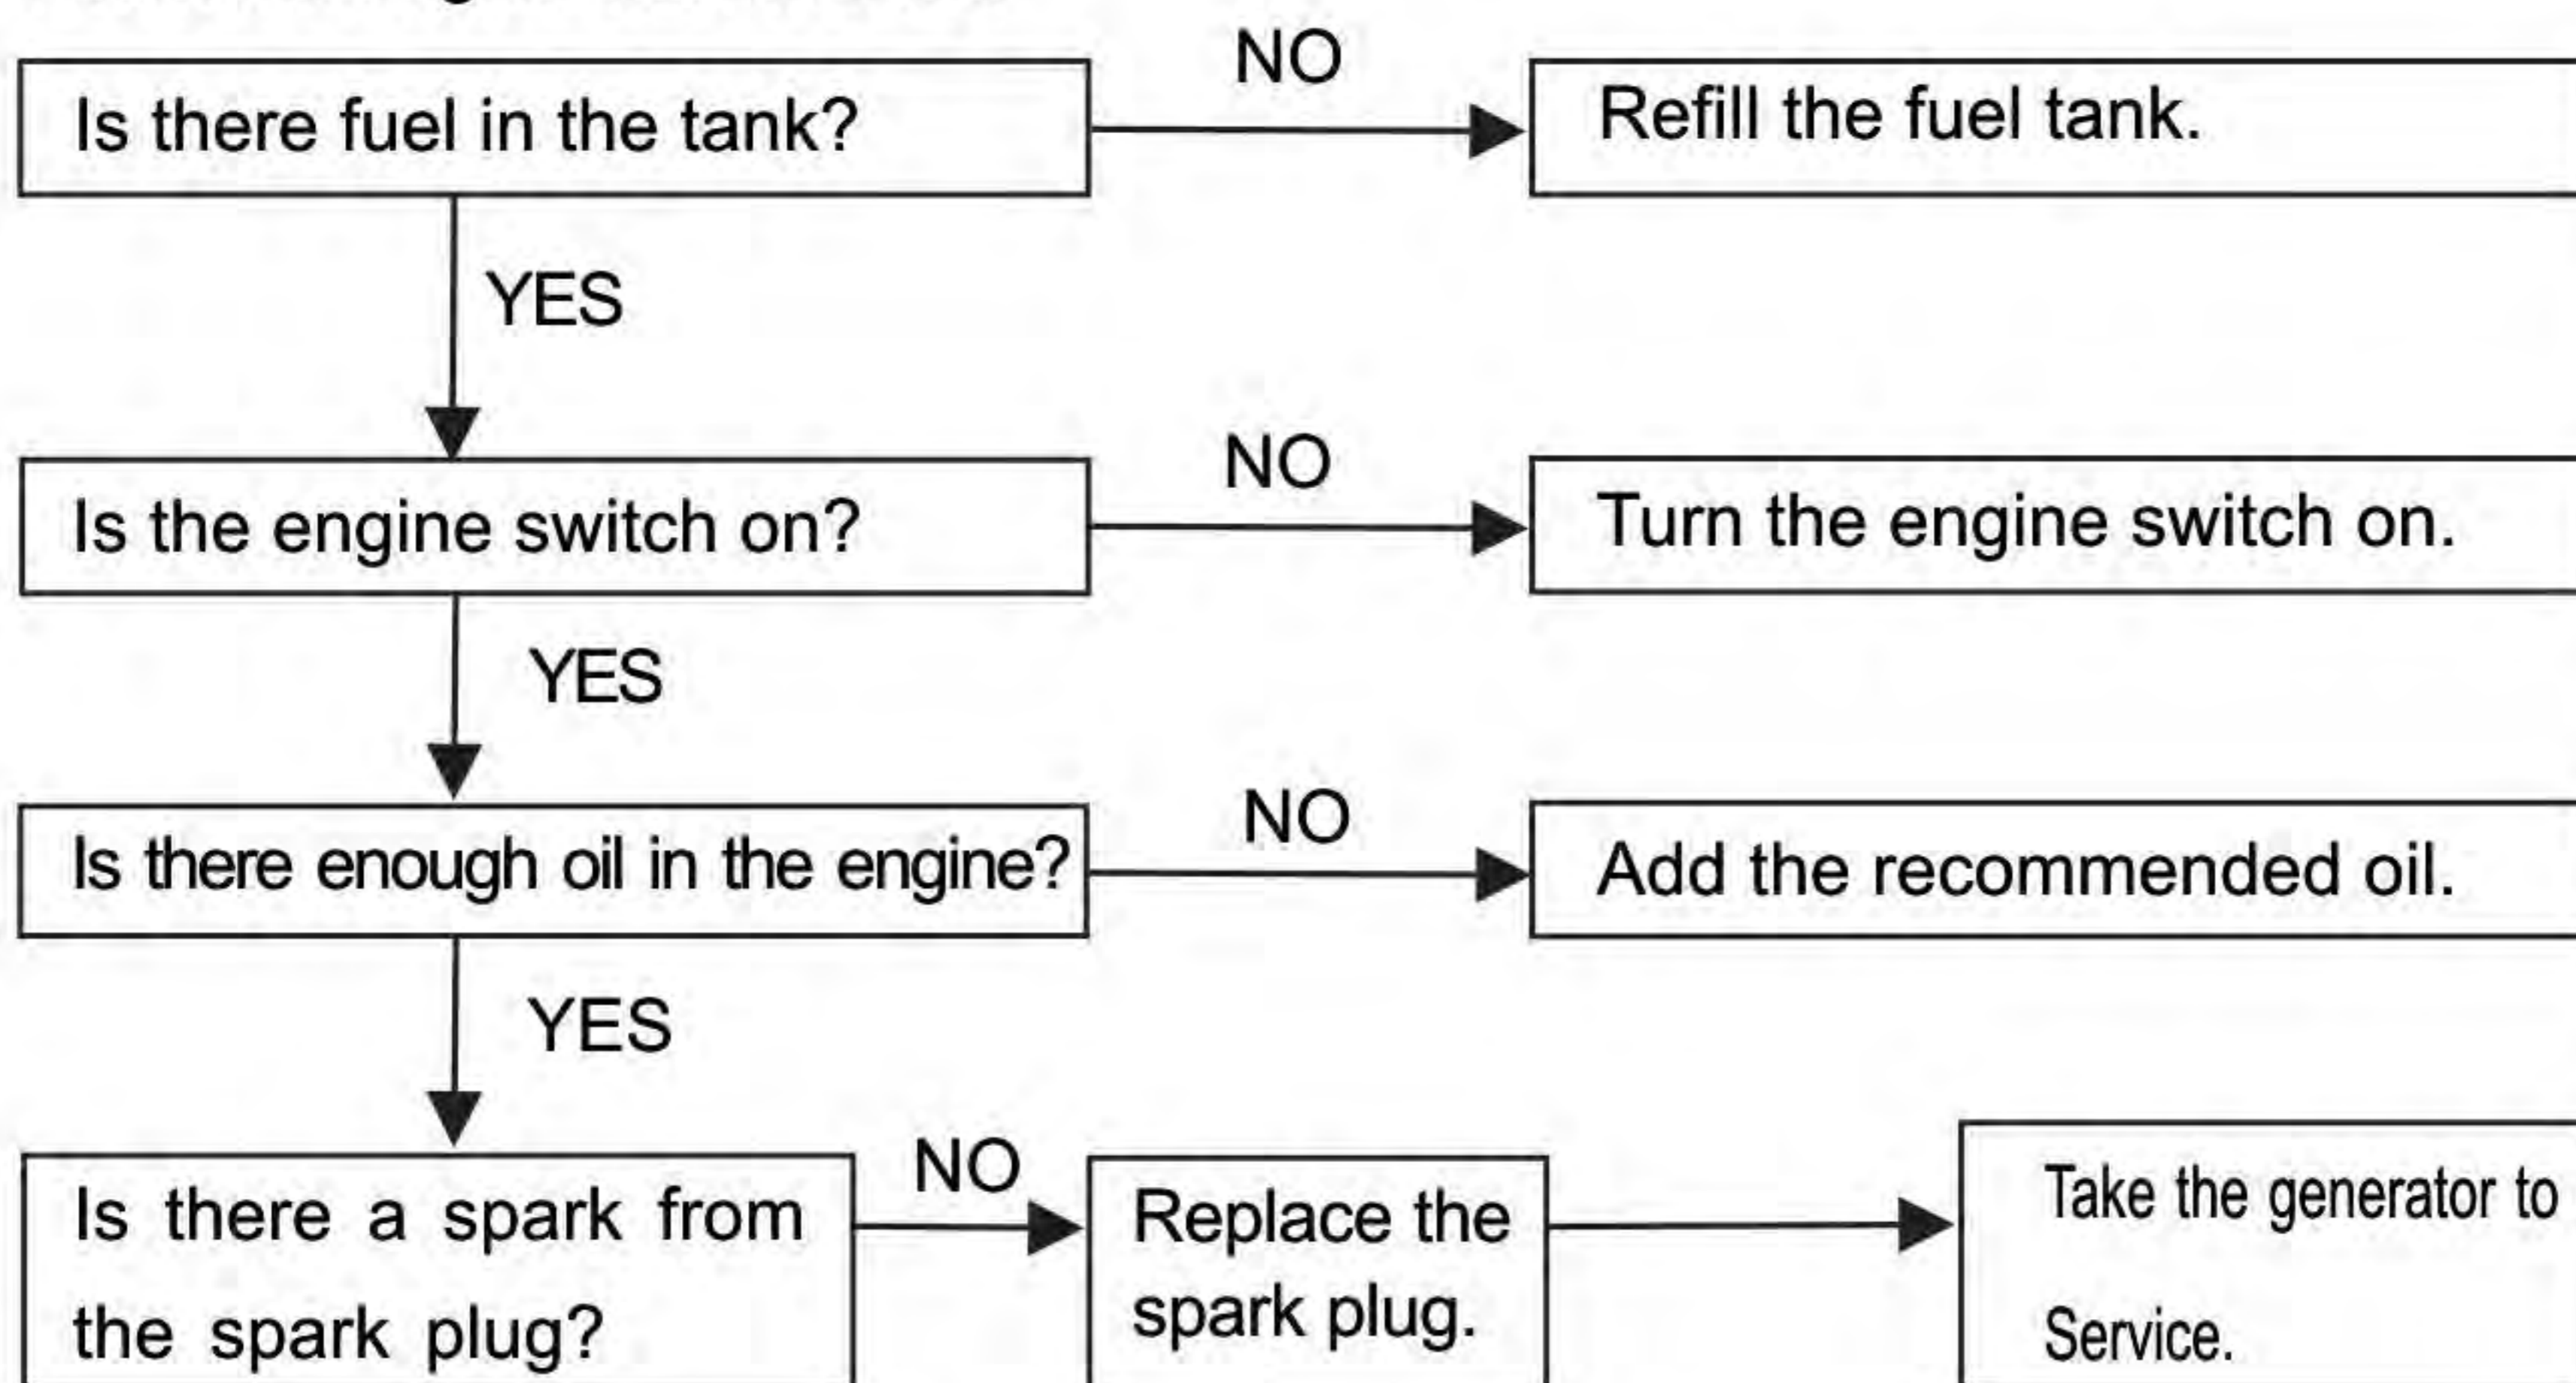 NO
Is there fuel in the tank?
Refill the fuel tank.
YES
NO
Is the engine switch on?
Turn the engine switch on.
YES
NO
Is there enough oil in the engine?
Add the recommended oil.
YES
NO
Is there a spark from
the spark plug?
Replace the
spark plug.
Take the generator to
Service.